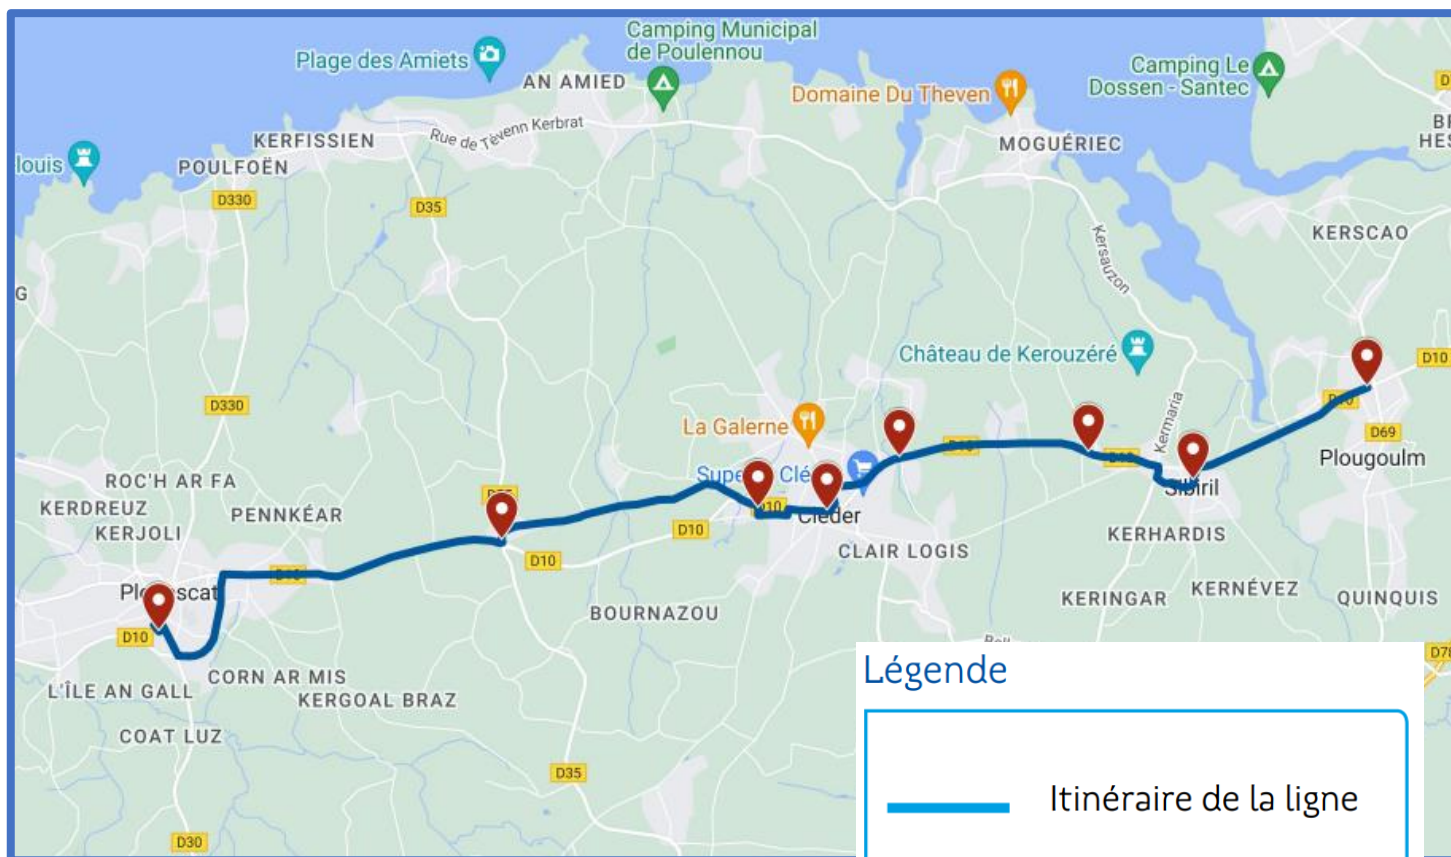 Camping Municipal
de Poulennou
Plage des Amiets
AN AMIED
Camping Le
Dossen - Santec
Domaine Du Theven
KERFISSIEN
Rue de Tévenn Kerbrat
MOGUÉRIEC
louis
POULFOËN
D330
D35
KERSCAO
Kersauzon
G
Château de Kerouzéré
D10
D330
Kermaria
La Galerne
D69
Plougoulm
ROC'H AR FA
Sibiril
KERDREUZ
PENNKÉAR
KERJOLI
D10
Cléder
D10
KERHARDIS
D10
CLAIR LOGIS
KERNÉVEZ
KERINGAR
QUINQUIS
BOURNAZOU
D10
CORN AR MIS
L'ÎLE AN GALL
KERGOAL BRAZ
COAT LUZ
D35
D30
Légende
Itinéraire de la ligne